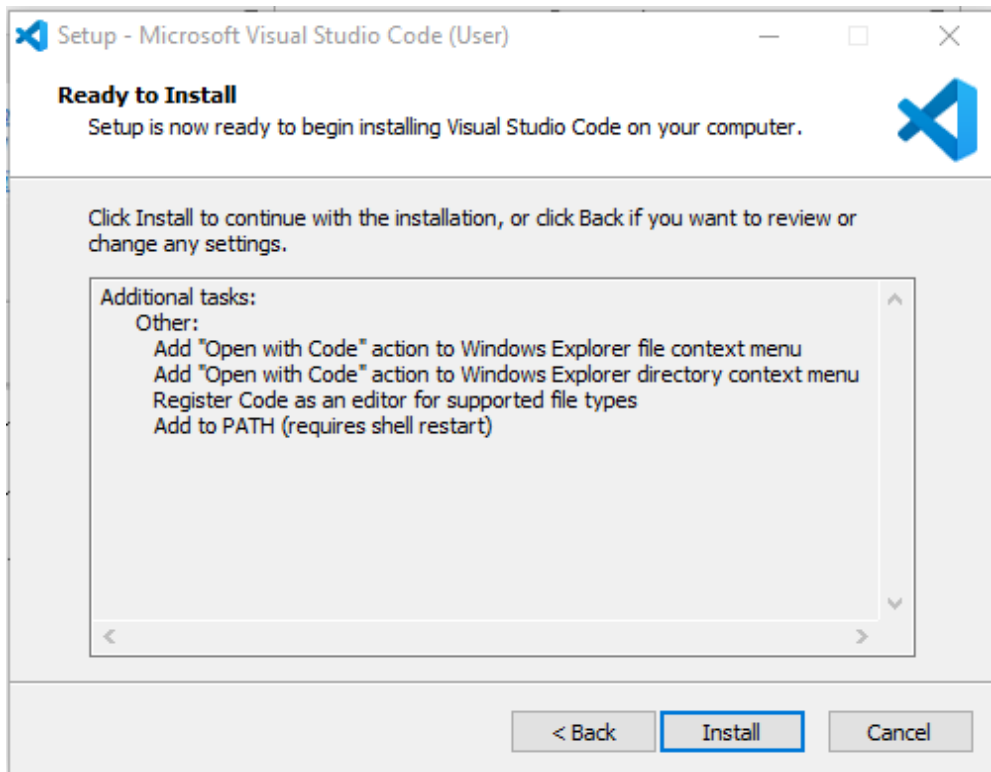 Setup - Microsoft Visual Studio Code (User)
Ready to Install
Setup is now ready to begin installing Visual Studio Code on your computer.
Click Install to continue with the installation, or click Back if you want to review or
change any settings.
Additional tasks:
Other:
Add "Open with Code" action to Windows Explorer file context menu
Add "Open with Code" action to Windows Explorer directory context menu
Register Code as an editor for supported file types
Add to PATH (requires shell restart)
< Back
Install
Cancel